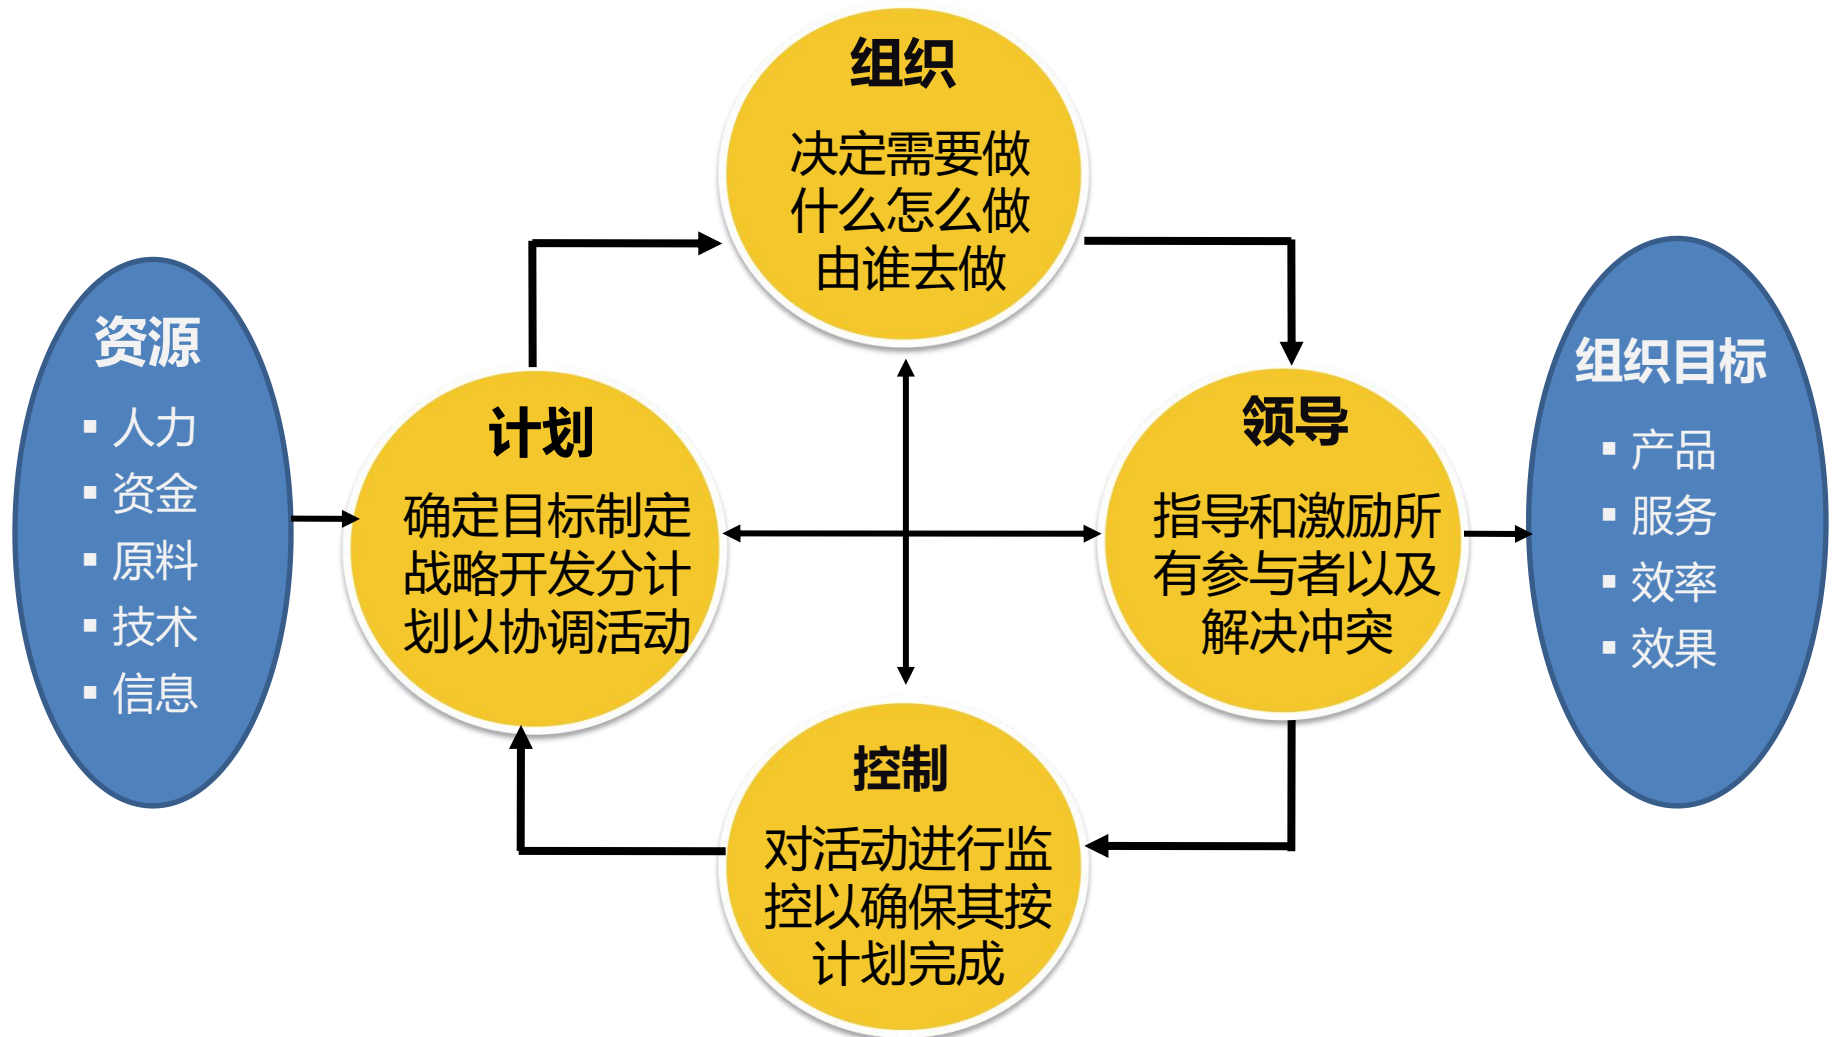 组织
决定需要做
什么怎么做
由谁去做
资源
▪ 人力
▪ 资金
▪ 原料
▪ 技术
▪ 信息
计划
确定目标制定
战略开发分计
划以协调活动
领导
指导和激励所
有参与者以及
解决冲突
组织目标
▪ 产品
▪ 服务
▪ 效率
▪ 效果
控制
对活动进行监
控以确保其按
计划完成